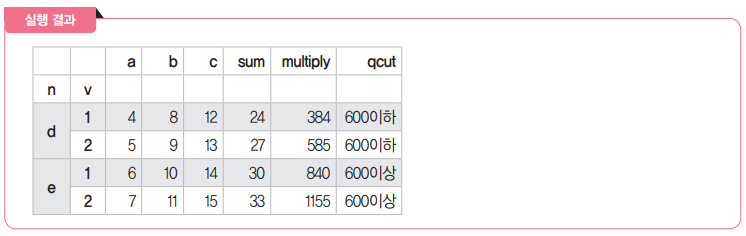 실행 결과
a b c sum multiply qcut
n v
d 1 4 8 12 24 384 600이하
2 5 9 13 27 585 600이하
e 1 6 10 14 30 840 600이상
2 7 11 15 33 1155 600이상